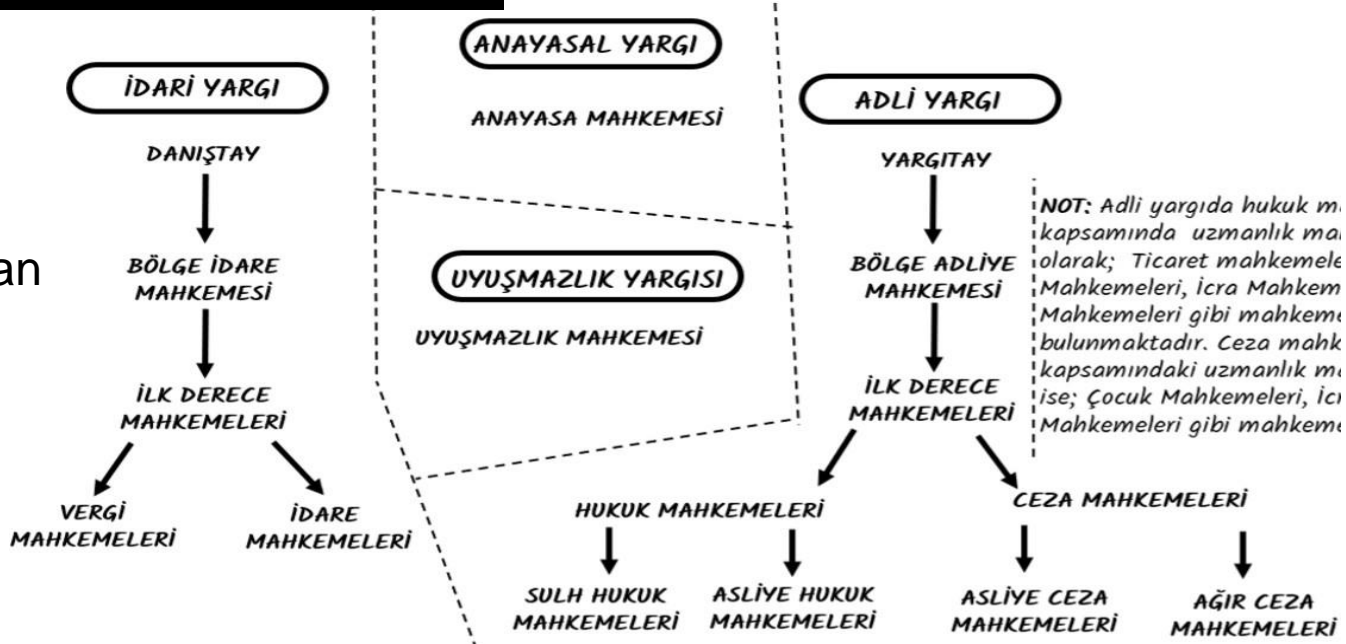 an
İDARİ YARGI
DANIŞTAY
BÖLGE İDARE
MAHKEMESİ
İLK DERECE
MAHKEMELERİ
VERGİ
MAHKEMELERİ
İDARE
MAHKEMELERİ
ANAYASAL YARGI
ANAYASA MAHKEMESİ
UYUŞMAZLIK YARGISI
UYUŞMAZLIK MAHKEMESİ
ADLİ YARGI
YARGITAY
BÖLGE ADLİYE
MAHKEMESİ
İLK DERECE
MAHKEMELERİ
HUKUK MAHKEMELERİ
SULH HUKUK
MAHKEMELERİ
ASLİYE HUKUK
MAHKEMELERİ
CEZA MAHKEMELERİ
ASLİYE CEZA
MAHKEMELERİ
AĞIR CEZA
MAHKEMELERİ
NOT: Adli yargıda hukuk
kapsamında uzmanlık
olarak; Ticaret
Mahkemeleri, İcra
Mahkemeleri gibi
bulunmaktadır. Ceza
kapsamındaki uzmanlık
ise; Çocuk Mahkemeleri,
Mahkemeleri gibi